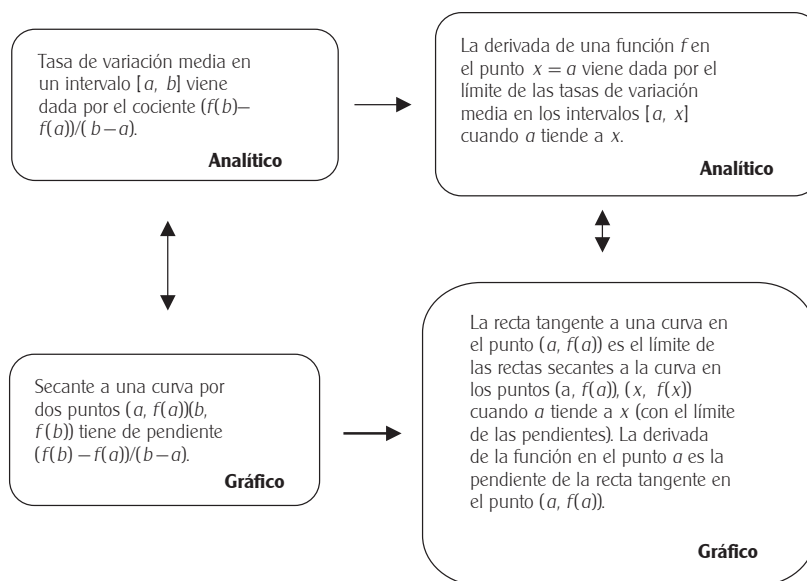 Tasa de variación media en
un intervalo [a, b] viene
dada por el cociente (f(b)–
f(a))/( b–a).
Analítico
La derivada de una función f en
el punto x = a viene dada por el
límite de las tasas de variación
media en los intervalos [a, x]
cuando a tiende a x.
Analítico
Secante a una curva por
dos puntos (a, f(a))(b,
f(b)) tiene de pendiente
(f(b) – f(a))/(b–a).
Gráfico
La recta tangente a una curva en
el punto (a, f(a)) es el límite de
las rectas secantes a la curva en
los puntos (a, f(a)), (x, f(x))
cuando a tiende a x (con el límite
de las pendientes). La derivada
de la función en el punto a es la
pendiente de la recta tangente en
el punto (a, f(a)).
Gráfico